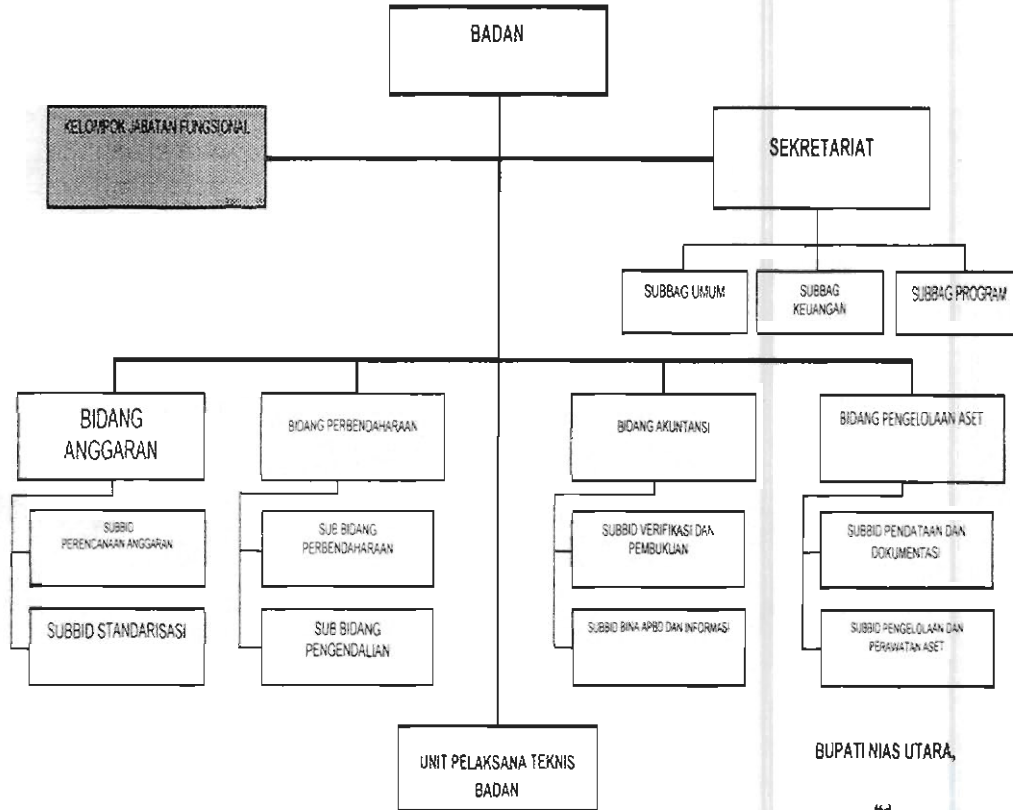 BADAN
KELOMPOK JABATAN FUNGSIONAL
SEKRETARIAT
SUBBAG UMUM
SUBBAG
KEUANGAN
SUBBAG PROGRAM
BIDANG
ANGGARAN
BIDANG PERBENDAHARAAN
BIDANG AKUNTANSI
BIDANG PENGELOLAAN ASET
SUBBID
PERENCANAAN ANGGARAN
SUB BIDANG
PERBENDAHARAAN
SUBBID VERIFIKASI DAN
PEMBUKUAN
SUBBID PENDATAAN DAN
DOKUMENTASI
SUBBID STANDARISASI
SUB BIDANG
PENGENDALIAN
SUBBID BINA APBD DAN INFORMASI
SUBBID PENGELOLAAN DAN
PERAWATAN ASET
UNIT PELAKSANA TEKNIS
BADAN
BUPATI NIAS UTARA,